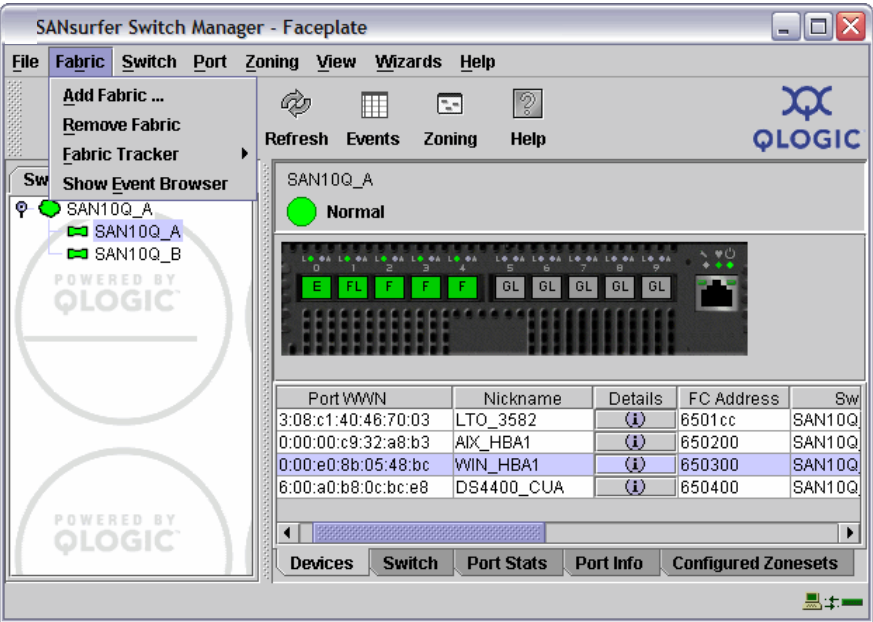 SANsurfer Switch Manager - Faceplate
File Fabric Switch Port Zoning View Wizards Help
Add Fabric ...
Remove Fabric
Fabric Tracker
Show Event Browser
Refresh Events Zoning Help
QLOGIC
Sw
SAN10Q_A
SAN10Q_A
SAN10Q_B
POWERED BY
QLOGIC
POWERED BY
QLOGIC
SAN10Q_A
Normal
0 1 2 3 4 5 6 7 8 9
E FL F F F GL GL GL GL GL
Port WWN Nickname Details FC Address Sw
3:08:c1:40:46:70:03 LTO_3582 (i) 6501cc SAN10Q_
0:00:00:c9:32:a8:b3 AIX_HBA1 (i) 650200 SAN10Q_
0:00:e0:8b:05:48:bc WIN_HBA1 (i) 650300 SAN10Q_
6:00:a0:b8:0c:bc:e8 DS4400_CUA (i) 650400 SAN10Q_
Devices Switch Port Stats Port Info Configured Zonesets